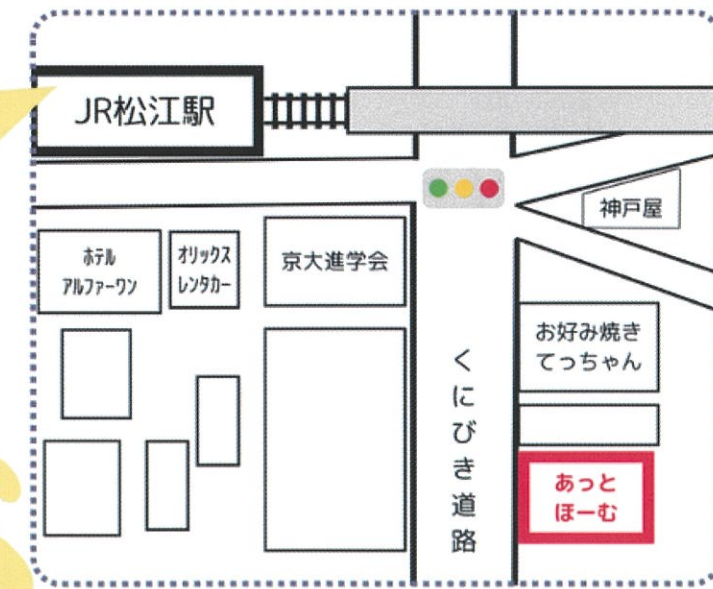 JR松江駅
神戸屋
ホテル
アルファーワン
オリックス
レンタカー
京大進学会
お好み焼き
てっちゃん
くにびき道路
あっと
ほーむ